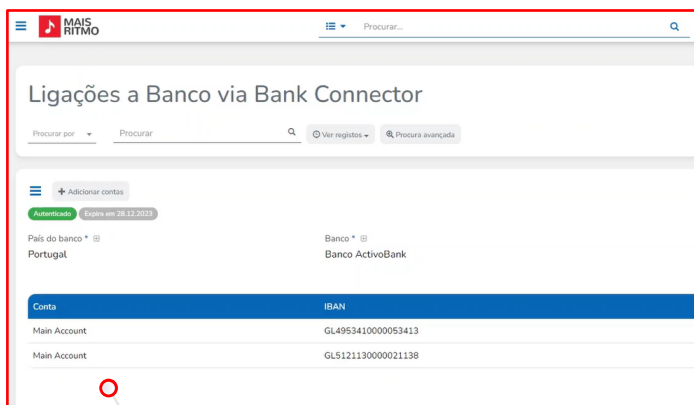 MAIS
RITMO
Procurar...
Ligações a Banco via Bank Connector
Procurar por
Procurar
Ver registos
Procura avançada
Adicionar contas
Autenticado
Expira em 28.12.2023
País do banco *
Banco *
Portugal
Banco ActivoBank
Conta
IBAN
Main Account
GL4953410000053413
Main Account
GL5121130000021138